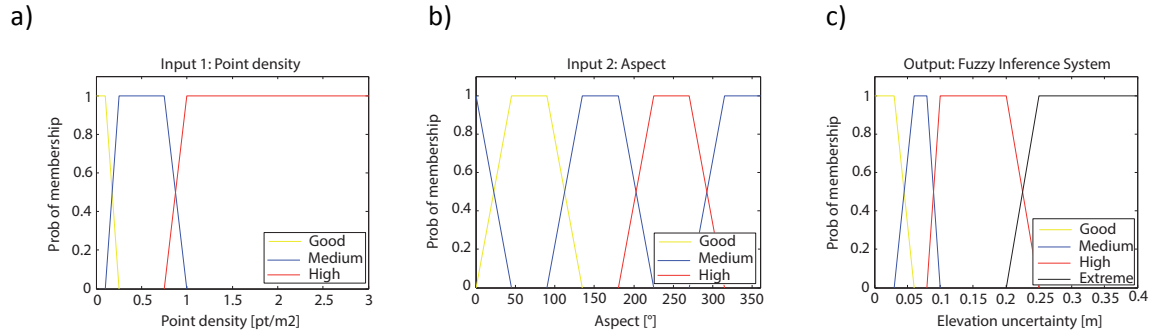 a)
b)
c)
Input 1: Point density
Input 2: Aspect
Output: Fuzzy Inference System
Prob of membership
1
0.8
0.6
0.4
0.2
0
0 0.5 1 1.5 2 2.5 3
Point density [pt/m2]
Good
Medium
High
Prob of membership
1
0.8
0.6
0.4
0.2
0
0 50 100 150 200 250 300 350
Aspect [°]
Good
Medium
High
Prob of membership
1
0.8
0.6
0.4
0.2
0
0 0.05 0.1 0.15 0.2 0.25 0.3 0.35 0.4
Elevation uncertainty [m]
Good
Medium
High
Extreme